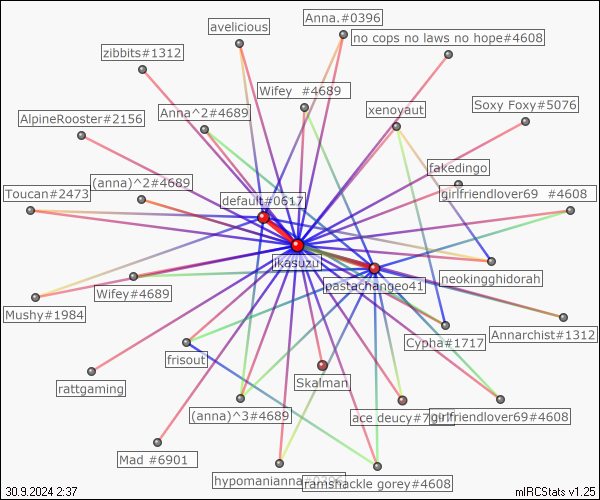 Anna.#0396
avelicious
no cops no laws no hope#4608
zibbits#1312
Wifey  #4689
xenoyaut
Soxy Foxy#5076
Anna^2#4689
AlpineRooster#2156
fakedingo
(anna)^2#4689
girlfriendlover69  #4608
Toucan#2473
default#0617
ikasuzu
neokingghidorah
pastachangeo41
Wifey#4689
Mushy#1984
Annarchist#1312
Cypha#1717
frisout
Skalman
rattgaming
(anna)^3#4689
ace deucy#7
girlfriendlover69#4608
Mad #6901
hypomanianna
ramshackle gorey#4608
30.9.2024 2:37
mIRCStats v1.25